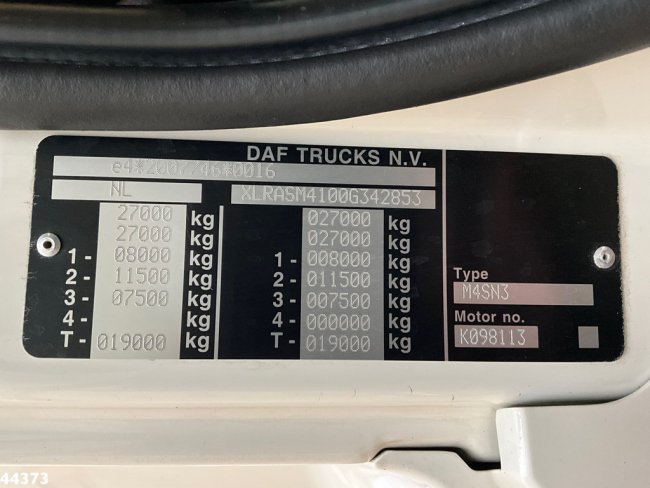 DAF TRUCKS N.V.
e4*2007/46*0016
NL XLRASM4100G342853
27000 kg 027000 kg
27000 kg 027000 kg
1- 08000 kg 1- 008000 kg
2- 11500 kg 2- 011500 kg
3- 07500 kg 3- 007500 kg
4- kg 4- 000000 kg
T- 019000 kg T- 019000 kg
Type
M4SN3
Motor no.
K098113
44373